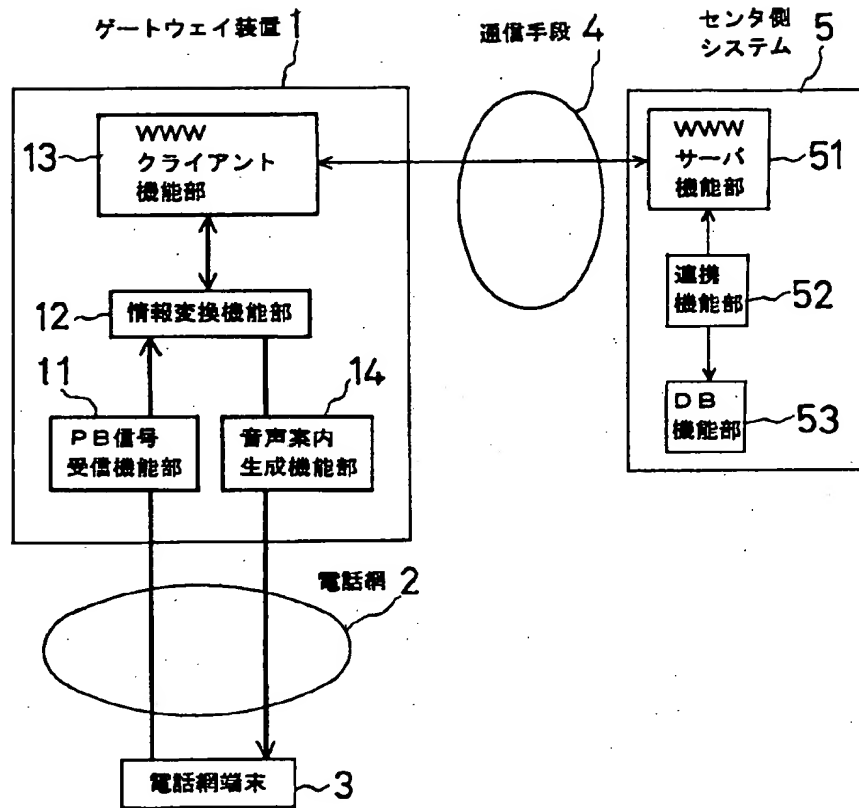 ゲートウェイ装置 1
通信手段 4
センタ側
システム 5
13
WWW
クライアント
機能部
WWW
サーバ
機能部
51
連携
機能部
52
12
情報変換機能部
11
14
PB信号
受信機能部
音声案内
生成機能部
DB
機能部
53
電話網 2
電話網端末
3